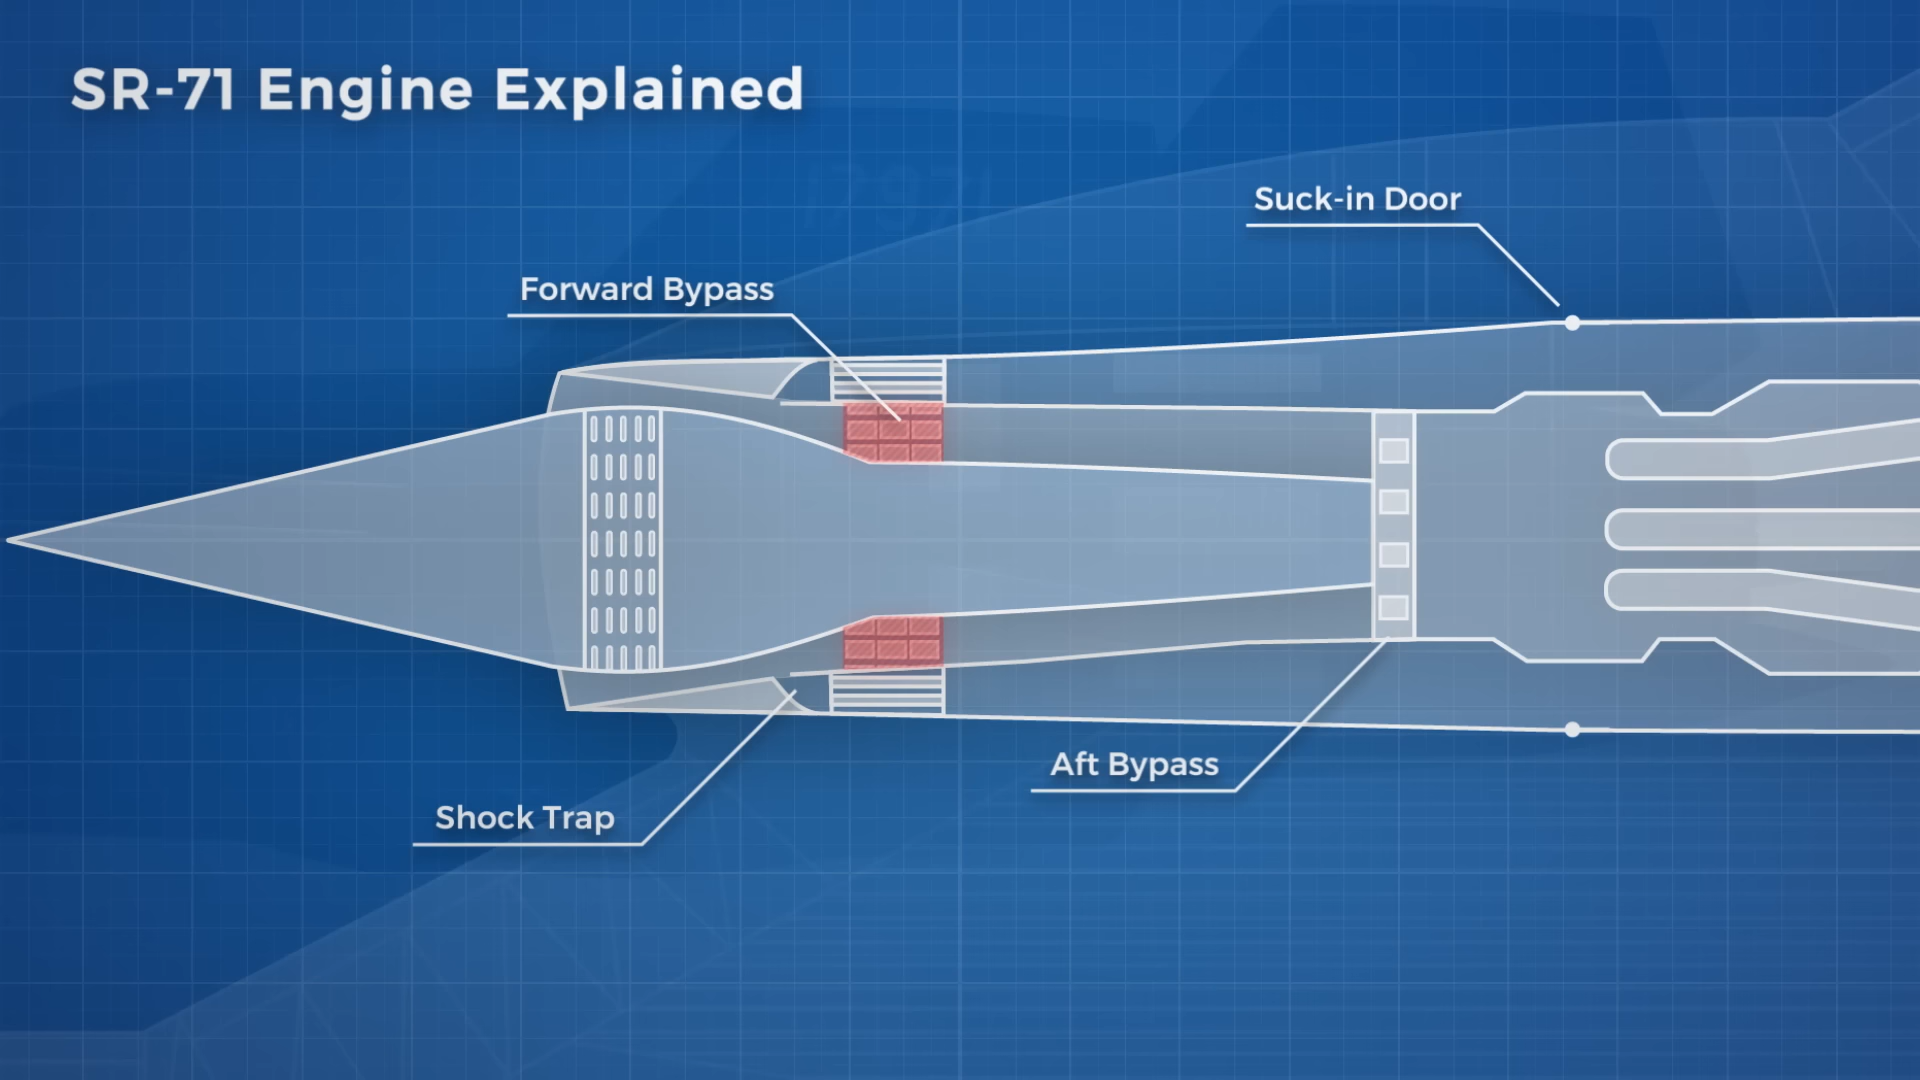 SR-71 Engine Explained
Suck-in Door
Forward Bypass
Aft Bypass
Shock Trap